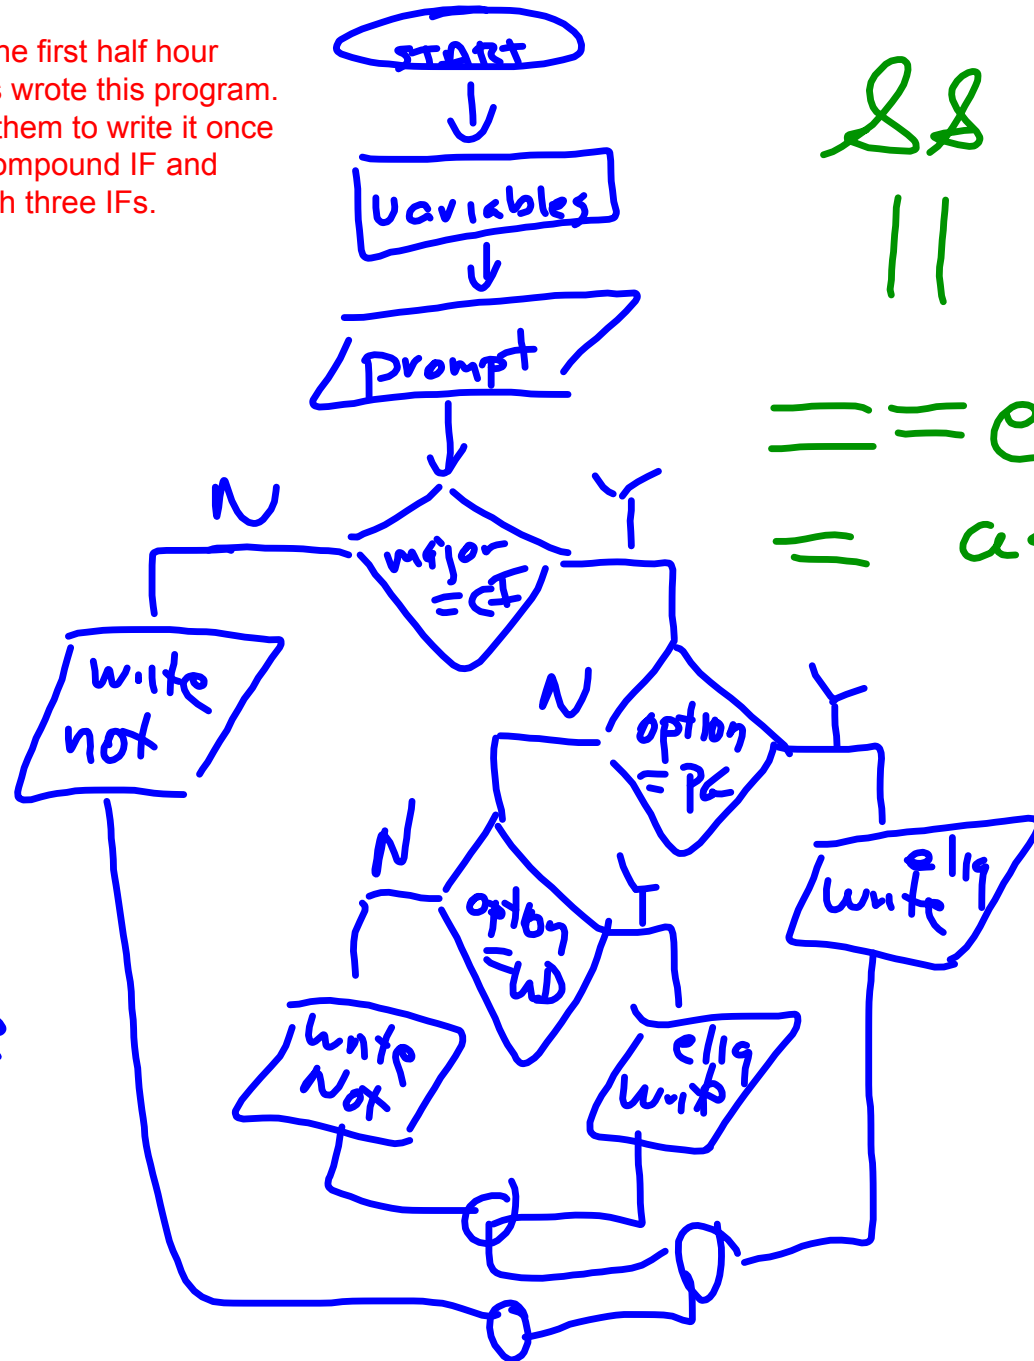 he first half hour
s wrote this program.
them to write it once
ompound IF and
h three IFs.
START
&&
||
variables
prompt
== == e
= a
N
Y
major
=CI
write
not
N
Y
option
= PG
N
Y
option
=WD
elig
write
write
Not
elig
write